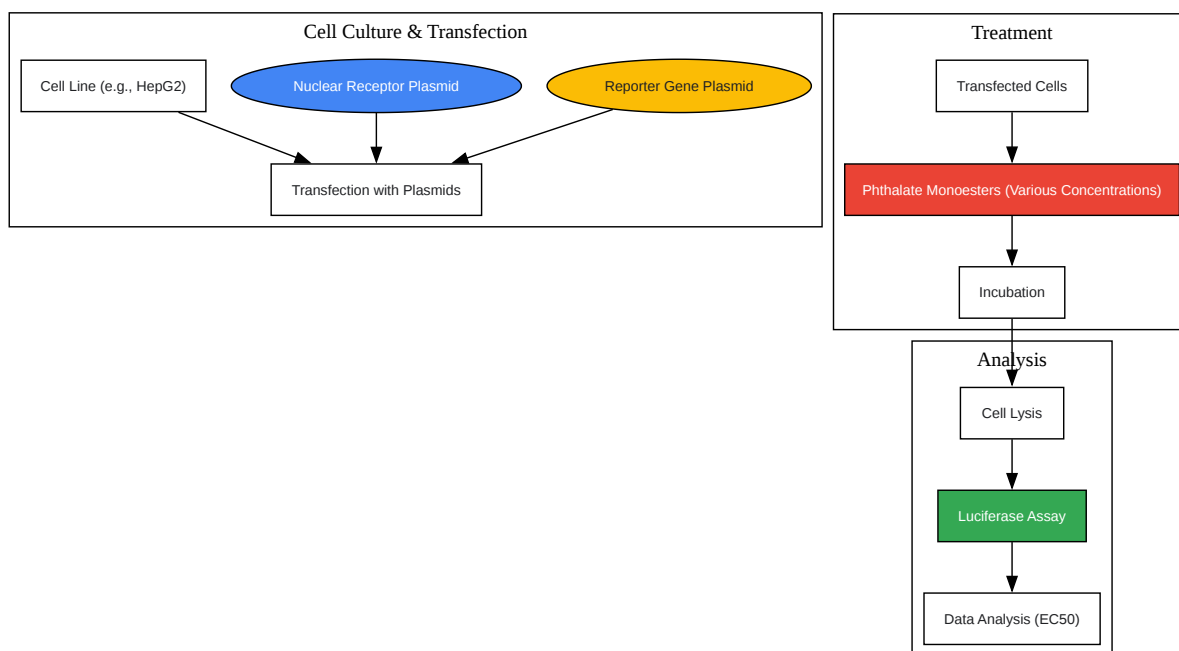 Cell Culture & Transfection
Cell Line (e.g., HepG2)
Nuclear Receptor Plasmid
Reporter Gene Plasmid
Transfection with Plasmids
Treatment
Transfected Cells
Phthalate Monoesters (Various Concentrations)
Incubation
Analysis
Cell Lysis
Luciferase Assay
Data Analysis (EC50)